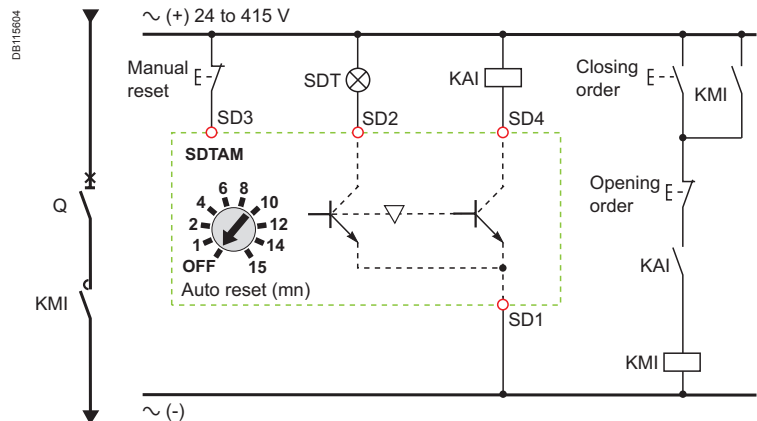 DB115604
~ (+) 24 to 415 V
Manual
reset
SD3
SDT
SD2
KAI
SD4
Closing
order
KMI
SDTAM
OFF
1
2
4
6
8
10
12
14
15
Auto reset (mn)
SD1
Opening
order
KAI
KMI
Q
KMI
~ (-)